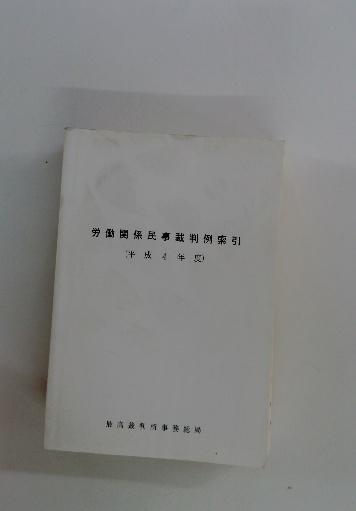 労働関係民事裁判例索引
(平成4年度)
最高裁判所事務総局